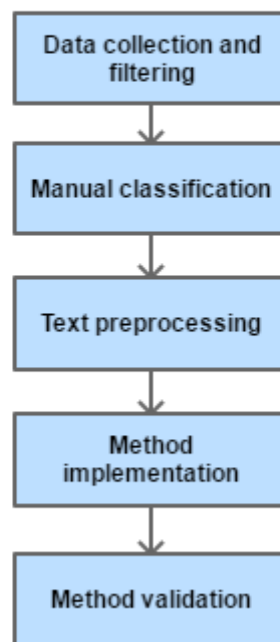 Data collection and
filtering
Manual classification
Text preprocessing
Method
implementation
Method validation